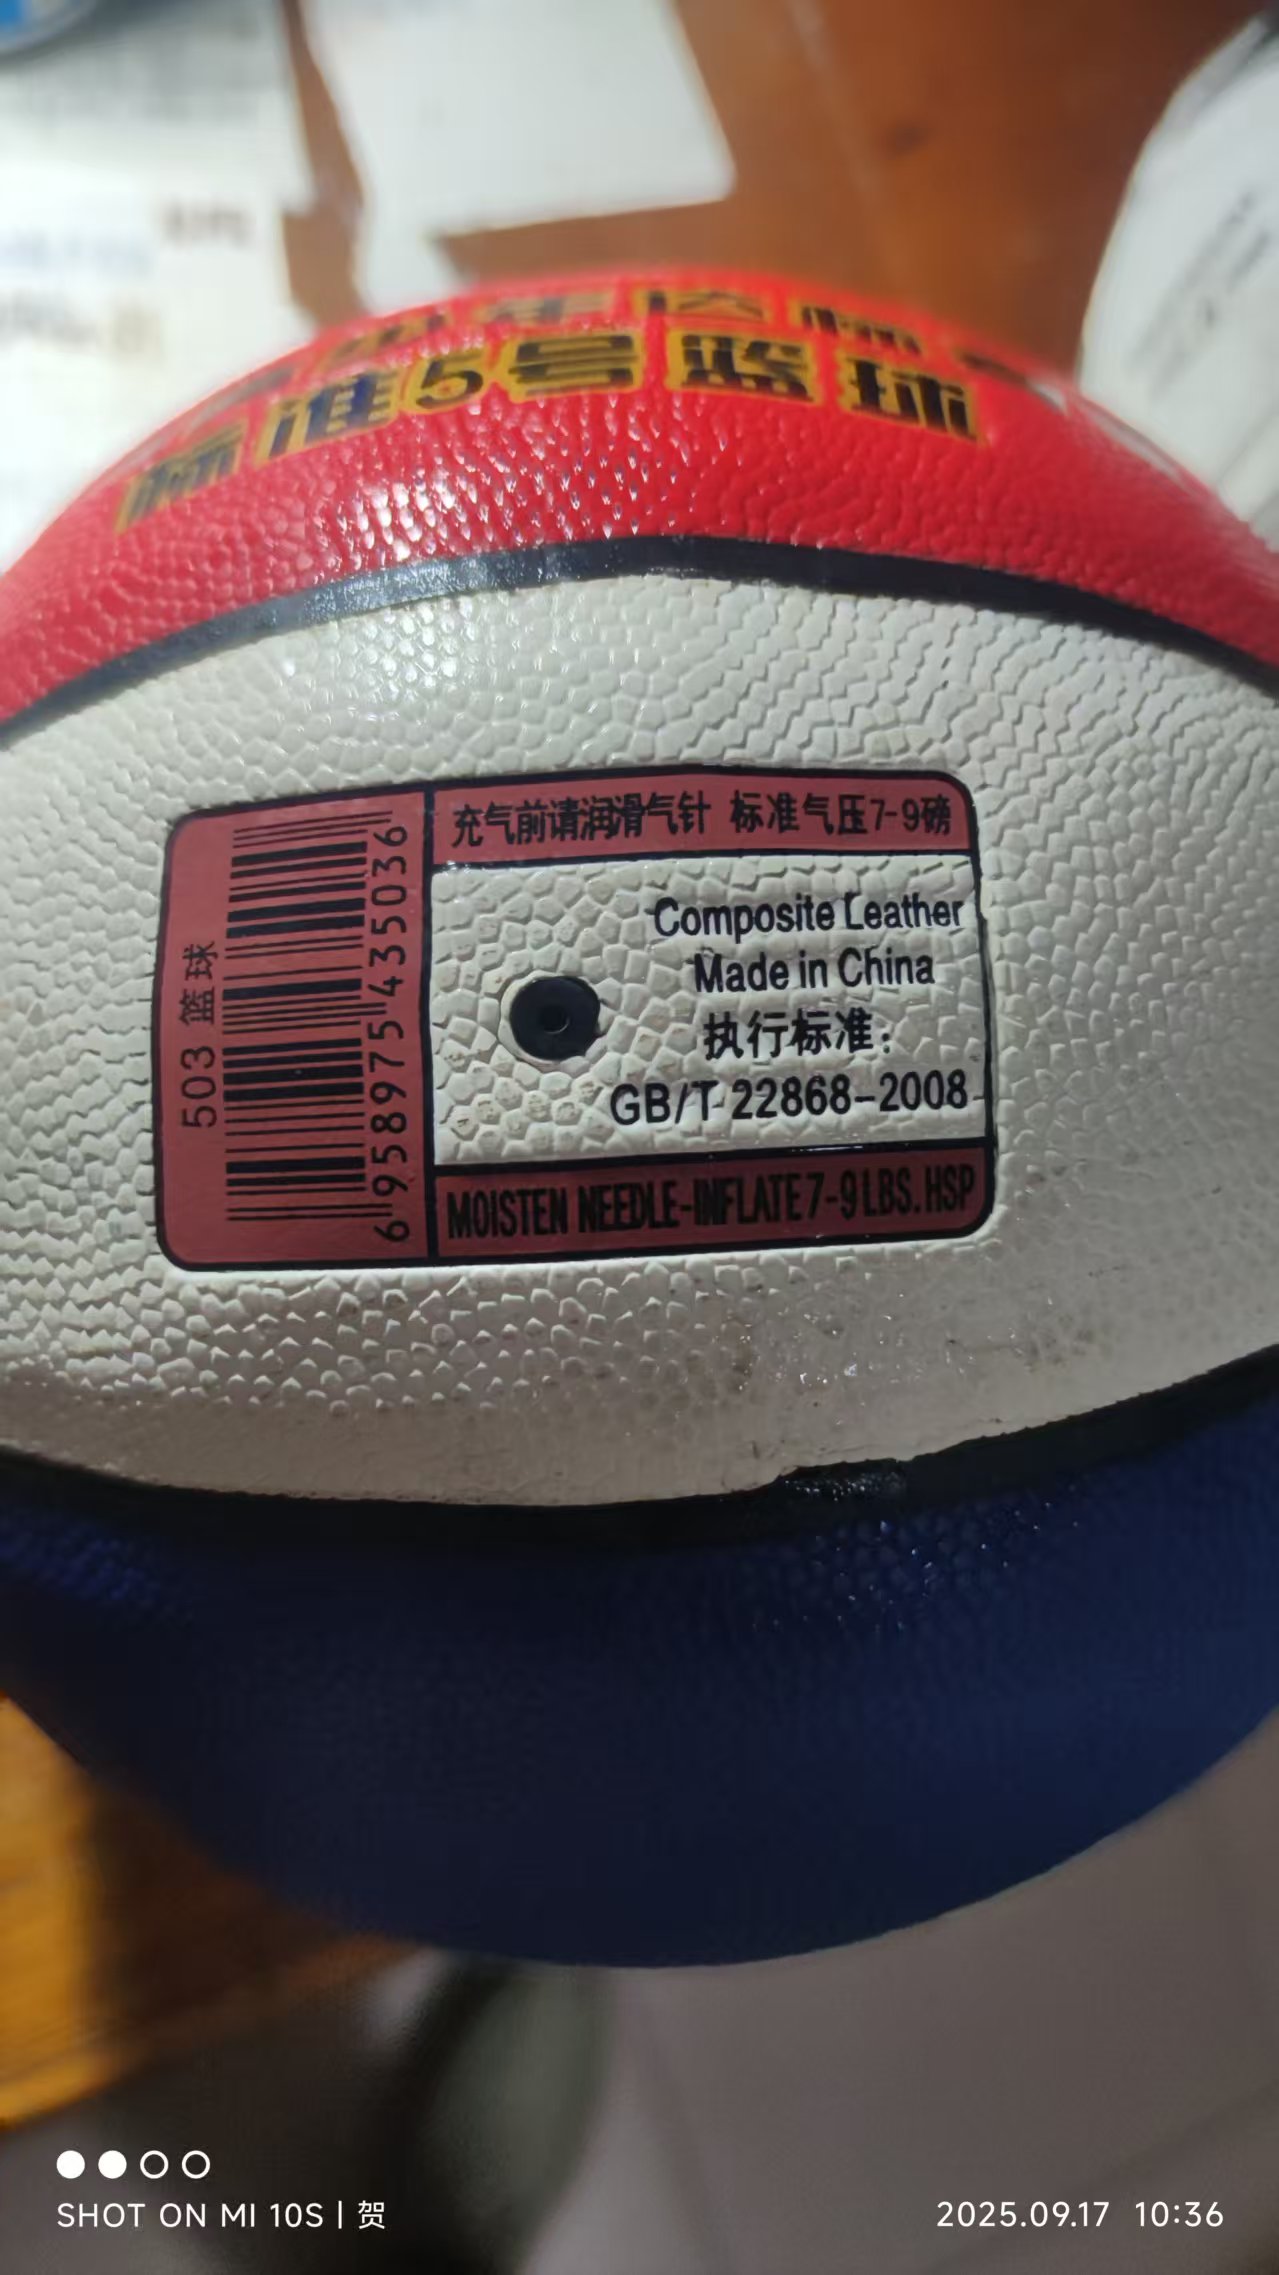 标准5号篮球
503 篮球
6958975435036
充气前请润滑气针 标准气压7-9磅
Composite Leather
Made in China
执行标准：
GB/T 22868-2008
MOISTEN NEEDLE-INFLATE 7-9 LBS. HSP
SHOT ON MI 10S | 贺
2025.09.17 10:36